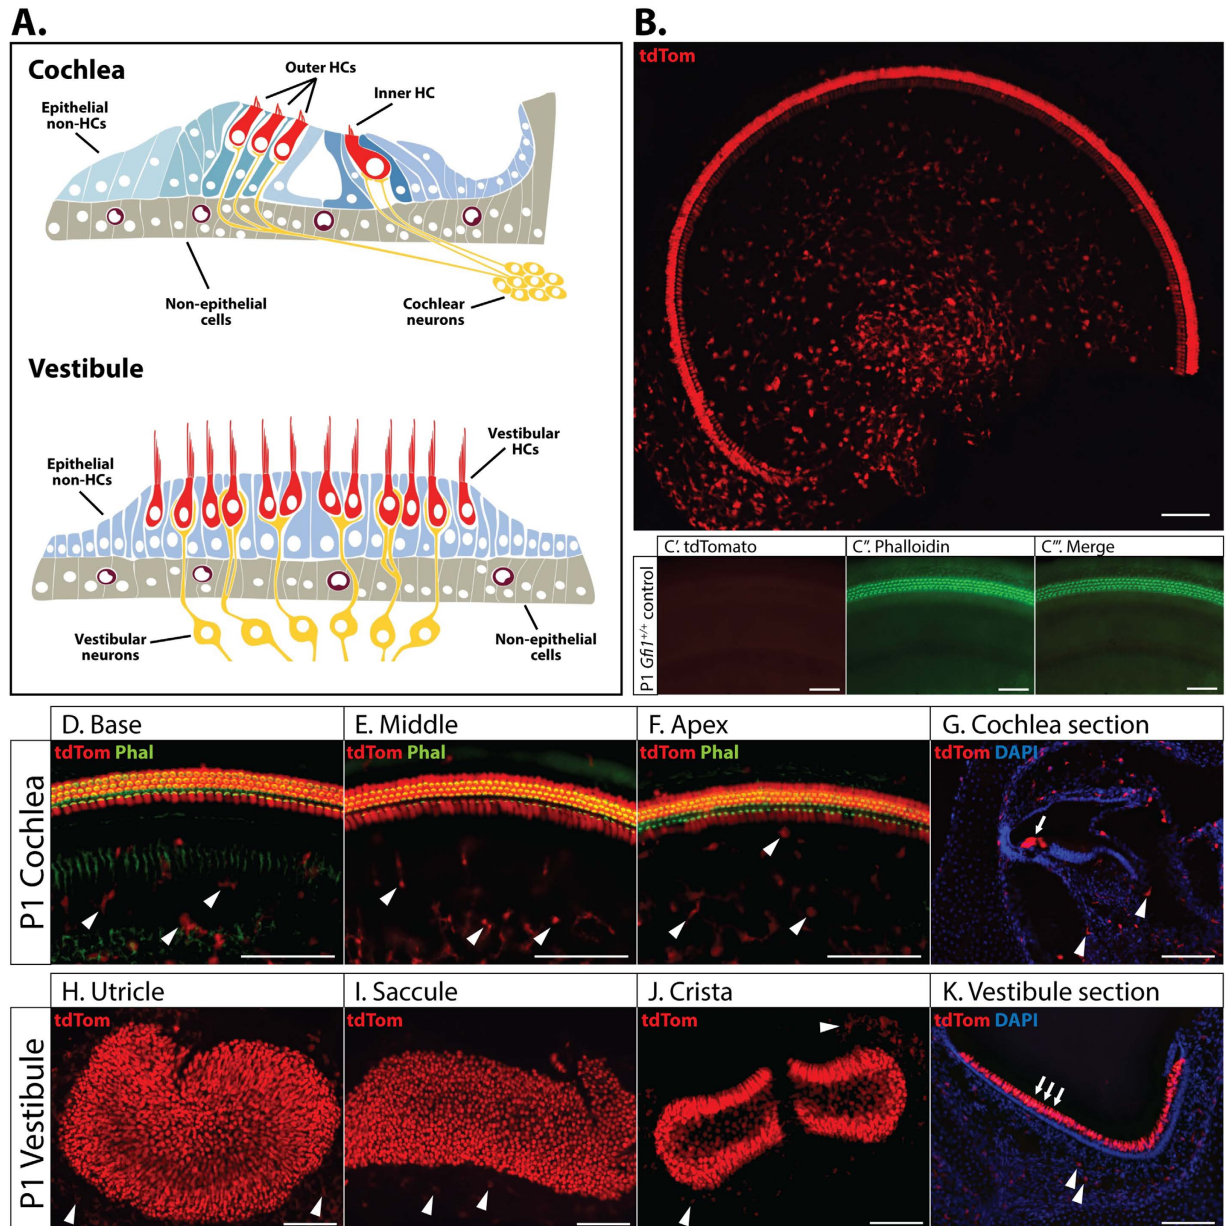 A.
Cochlea
Outer HCs
Inner HC
Epithelial
non-HCs
Non-epithelial
cells
Cochlear
neurons
Vestibule
Vestibular
HCs
Epithelial
non-HCs
Vestibular
neurons
Non-epithelial
cells
B.
tdTom
P1 Gfi1+/+ control
C′. tdTomato
C″. Phalloidin
C‴. Merge
P1 Cochlea
D. Base
tdTom Phal
E. Middle
tdTom Phal
F. Apex
tdTom Phal
G. Cochlea section
tdTom DAPI
P1 Vestibule
H. Utricle
tdTom
I. Saccule
tdTom
J. Crista
tdTom
K. Vestibule section
tdTom DAPI